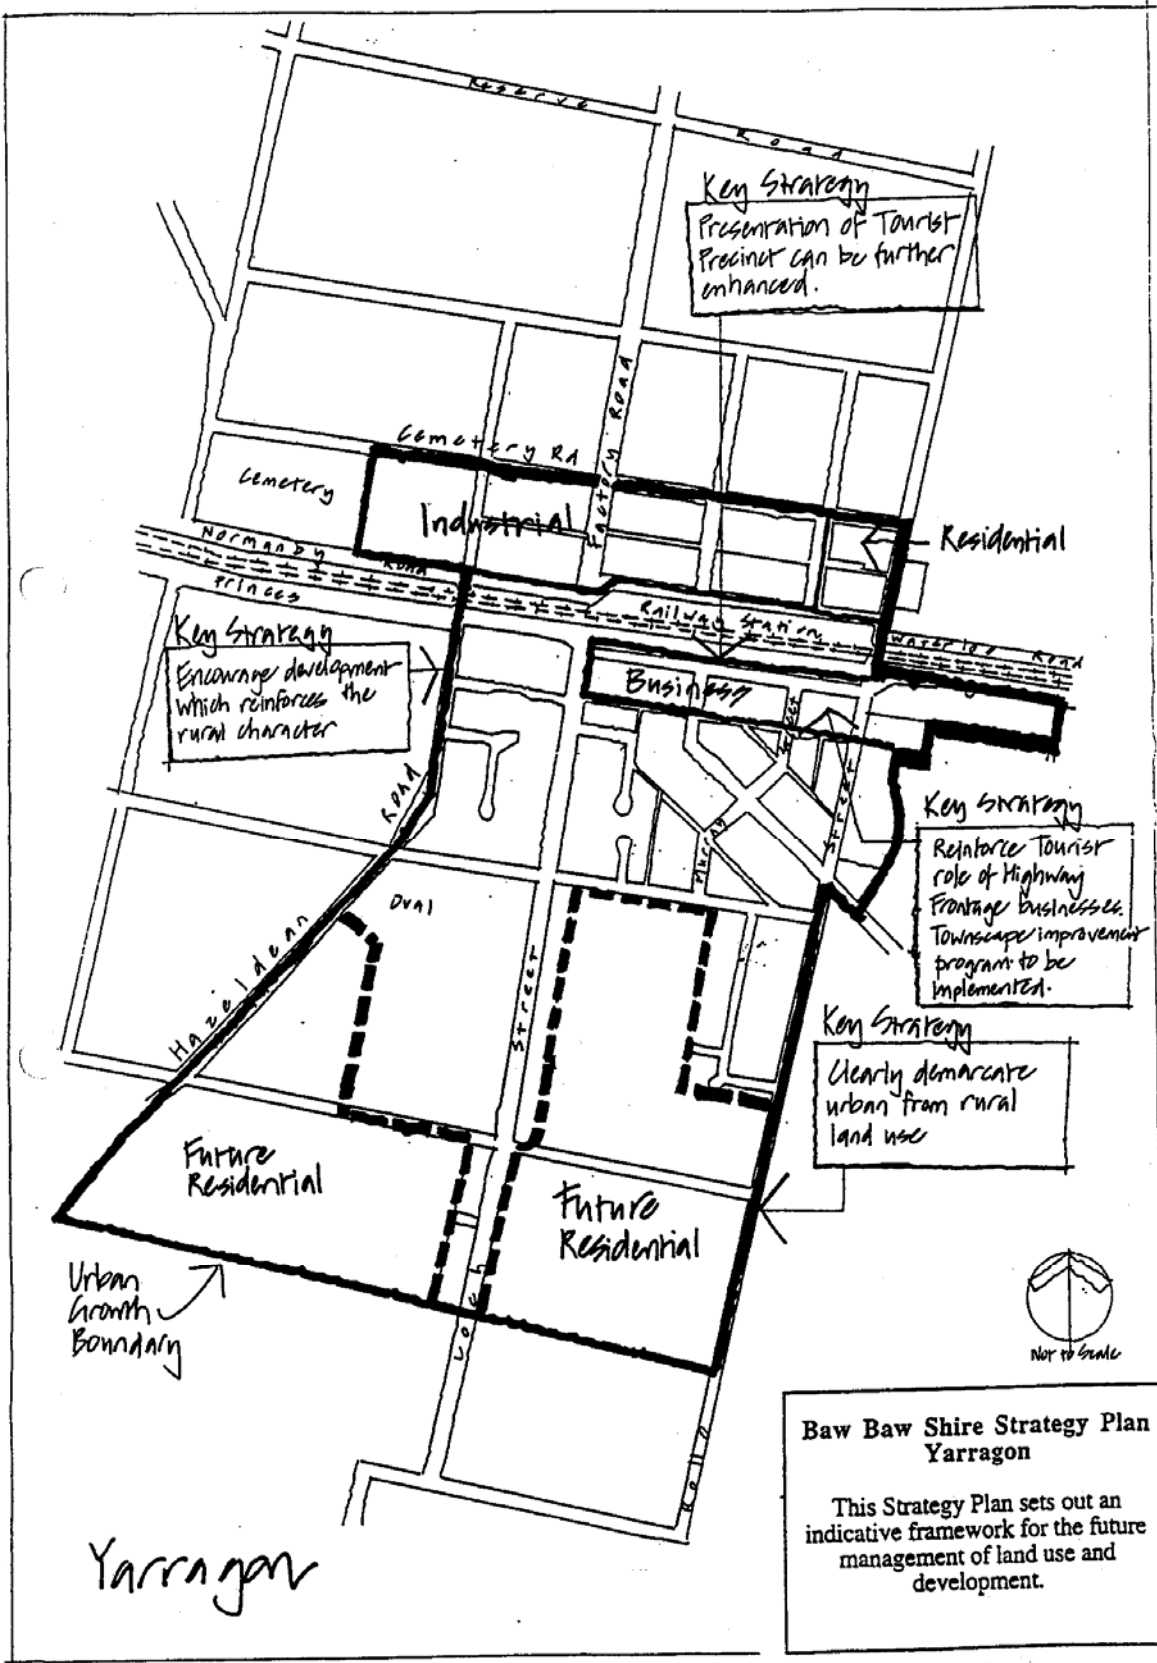 Reserve Road
Key Strategy
Presentation of Tourist
Precinct can be further
enhanced.
Cemetery Rd
Factory Road
Cemetery
Industrial
Residential
Normanby Road
Railway Station
Waterloo Road
Princes
Key Strategy
Encourage development
which reinforces the
rural character
Business
Street
Street
Murray
Key Strategy
Reinforce Tourist
role of Highway
Frontage businesses.
Townscape improvement
program to be
implemented.
Hazeldean Road
Oval
Street
Key Strategy
Clearly demarcate
urban from rural
land use
Future
Residential
Future
Residential
Urban
Growth
Boundary
Loch
Rollo
Not to Scale
Baw Baw Shire Strategy Plan
Yarragon
This Strategy Plan sets out an
indicative framework for the future
management of land use and
development.
Yarragon